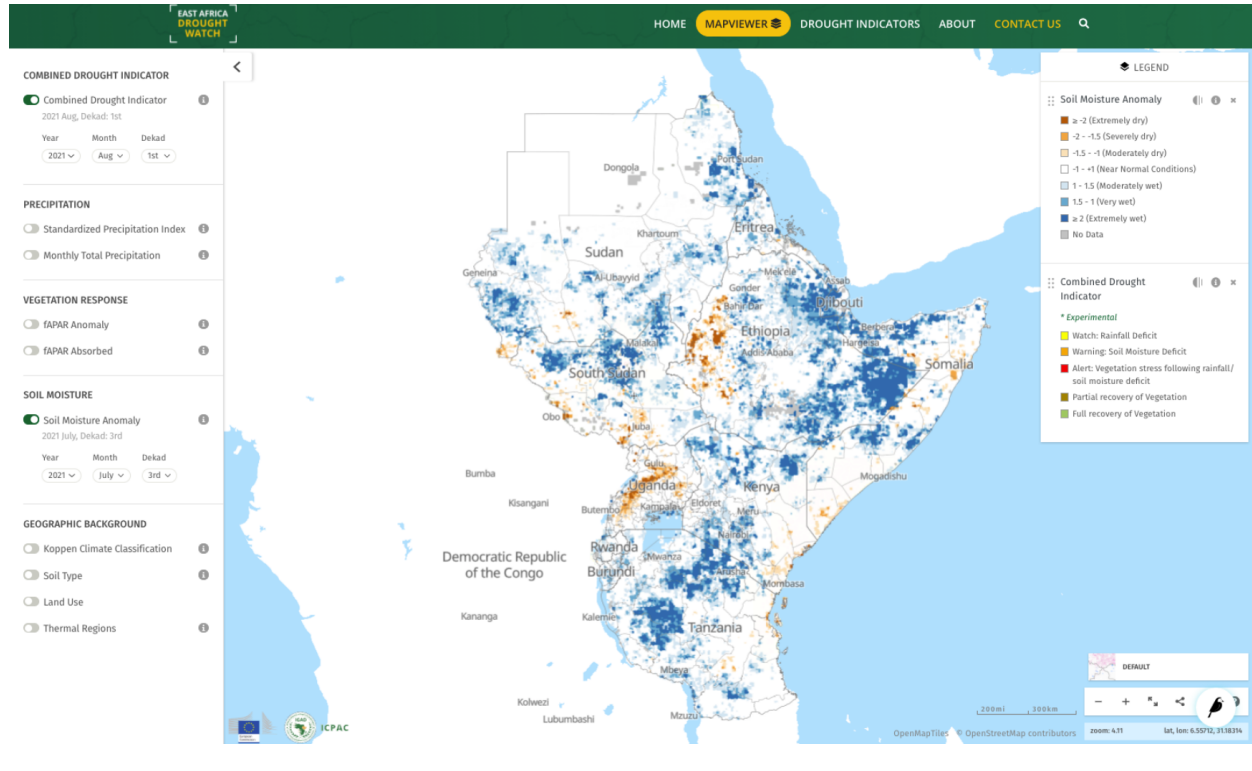 EAST AFRICA
DROUGHT
WATCH
HOME
MAPVIEWER
DROUGHT INDICATORS
ABOUT
CONTACT US
COMBINED DROUGHT INDICATOR
Combined Drought Indicator
2021 Aug, Dekad: 1st
Year Month Dekad
2021 Aug 1st
PRECIPITATION
Standardized Precipitation Index
Monthly Total Precipitation
VEGETATION RESPONSE
fAPAR Anomaly
fAPAR Absorbed
SOIL MOISTURE
Soil Moisture Anomaly
2021 July, Dekad: 3rd
Year Month Dekad
2021 July 3rd
GEOGRAPHIC BACKGROUND
Koppen Climate Classification
Soil Type
Land Use
Thermal Regions
Dongola
Port Sudan
Khartoum
Eritrea
Sudan
Geneina
Al-Ubayyid
Mek'ele
Assab
Gonder
Djibouti
Bahir Dar
Ethiopia
Berbera
Malakal
Addis Ababa
Hargeisa
South Sudan
Somalia
Obo
Juba
Gulu
Bumba
Uganda
Kenya
Mogadishu
Kisangani
Butembo
Kampala
Eldoret
Meru
Nairobi
Democratic Republic
of the Congo
Rwanda
Mwanza
Burundi
Arusha
Mombasa
Kananga
Kalemie
Tanzania
Mbeya
Kolwezi
Lubumbashi
Mzuzu
IGAD
ICPAC
LEGEND
Soil Moisture Anomaly
≥ -2 (Extremely dry)
-2 - -1.5 (Severely dry)
-1.5 - -1 (Moderately dry)
-1 - +1 (Near Normal Conditions)
1 - 1.5 (Moderately wet)
1.5 - 1 (Very wet)
≥ 2 (Extremely wet)
No Data
Combined Drought
Indicator
* Experimental
Watch: Rainfall Deficit
Warning: Soil Moisture Deficit
Alert: Vegetation stress following rainfall/
soil moisture deficit
Partial recovery of Vegetation
Full recovery of Vegetation
DEFAULT
200mi 300km
OpenMapTiles © OpenStreetMap contributors
zoom: 4.11
lat, lon: 6.55712, 31.18314